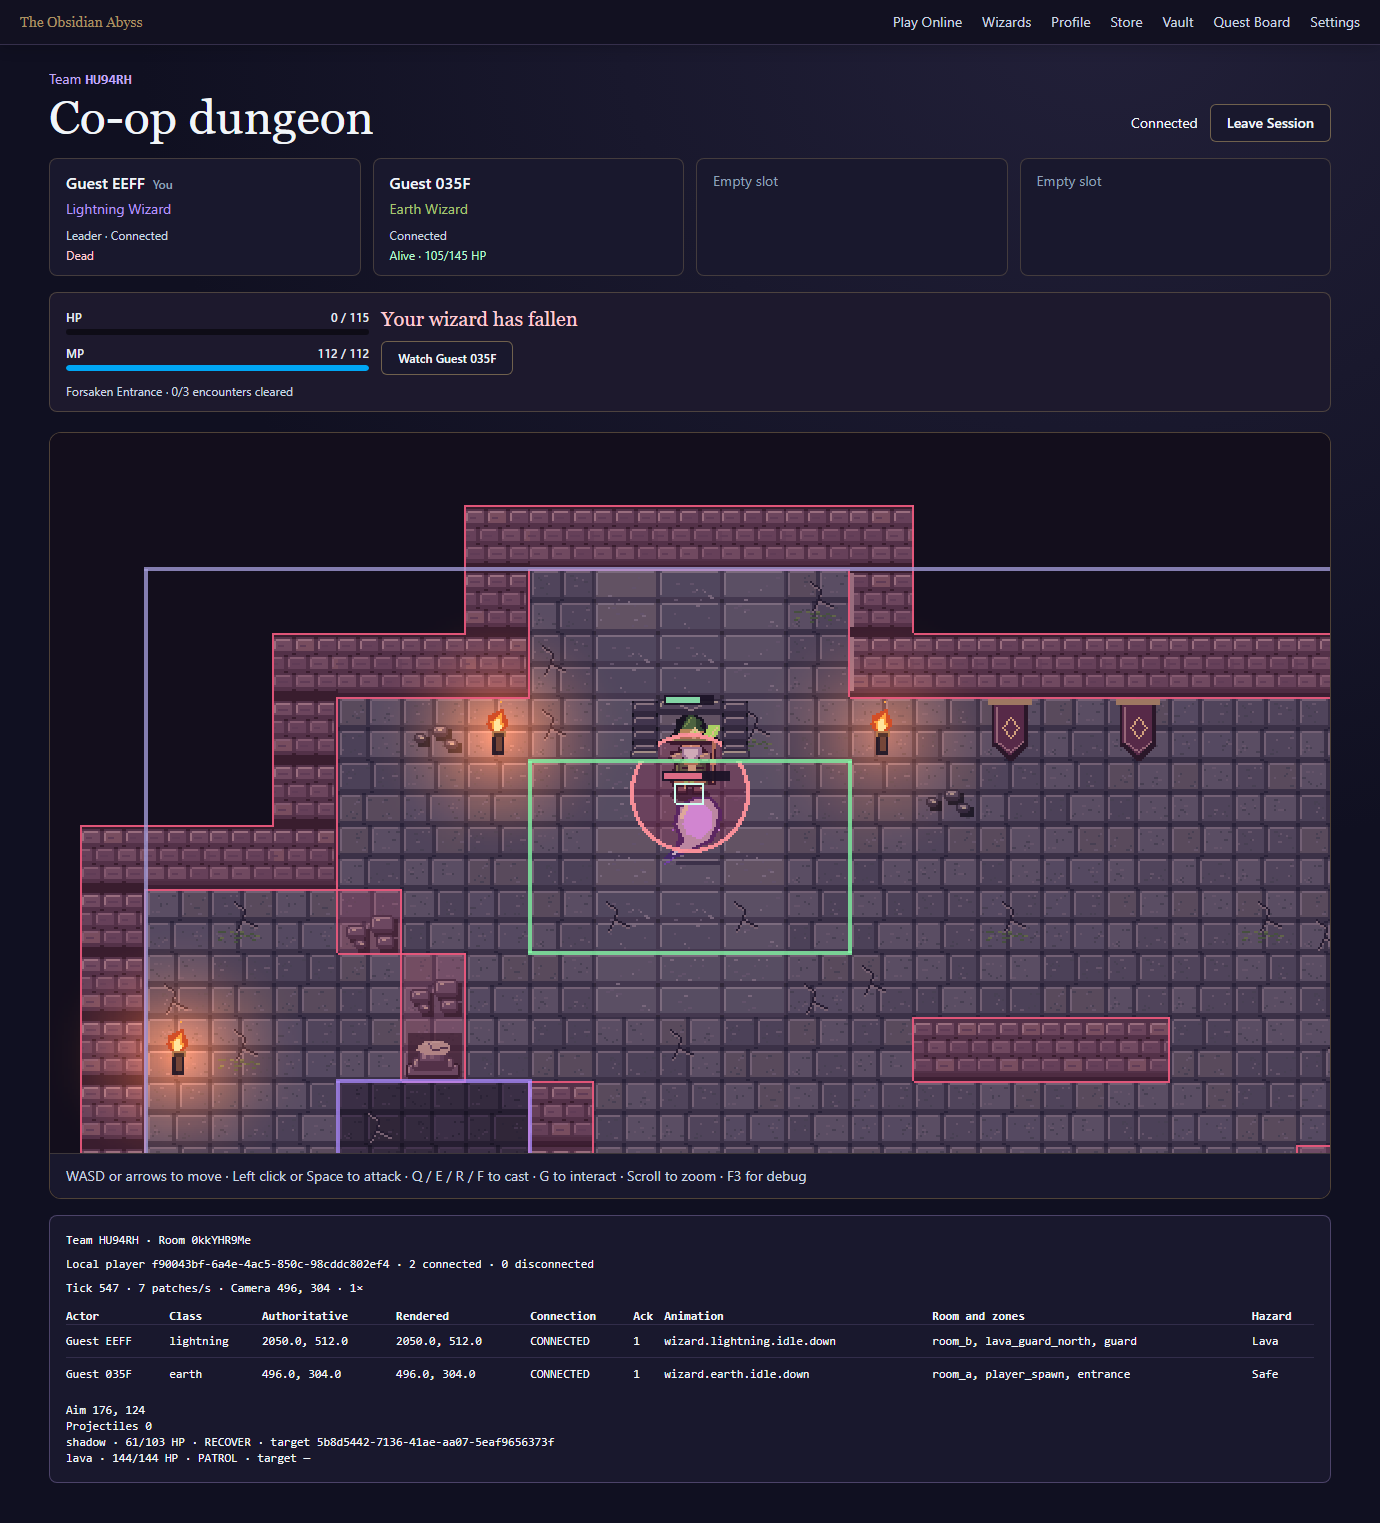 The Obsidian Abyss
Play Online Wizards Profile Store Vault Quest Board Settings
Team HU94RH
Co-op dungeon
Connected Leave Session
Guest EEFF You
Lightning Wizard
Leader · Connected
Dead
Guest 035F
Earth Wizard
Connected
Alive · 105/145 HP
Empty slot
Empty slot
HP 0 / 115
MP 112 / 112
Forsaken Entrance · 0/3 encounters cleared
Your wizard has fallen
Watch Guest 035F
WASD or arrows to move · Left click or Space to attack · Q / E / R / F to cast · G to interact · Scroll to zoom · F3 for debug
Team HU94RH · Room 0kkYHR9Me
Local player f90043bf-6a4e-4ac5-850c-98cddc802ef4 · 2 connected · 0 disconnected
Tick 547 · 7 patches/s · Camera 496, 304 · 1×
Actor Class Authoritative Rendered Connection Ack Animation Room and zones Hazard
Guest EEFF lightning 2050.0, 512.0 2050.0, 512.0 CONNECTED 1 wizard.lightning.idle.down room_b, lava_guard_north, guard Lava
Guest 035F earth 496.0, 304.0 496.0, 304.0 CONNECTED 1 wizard.earth.idle.down room_a, player_spawn, entrance Safe
Aim 176, 124
Projectiles 0
shadow · 61/103 HP · RECOVER · target 5b8d5442-7136-41ae-aa07-5eaf9656373f
lava · 144/144 HP · PATROL · target —